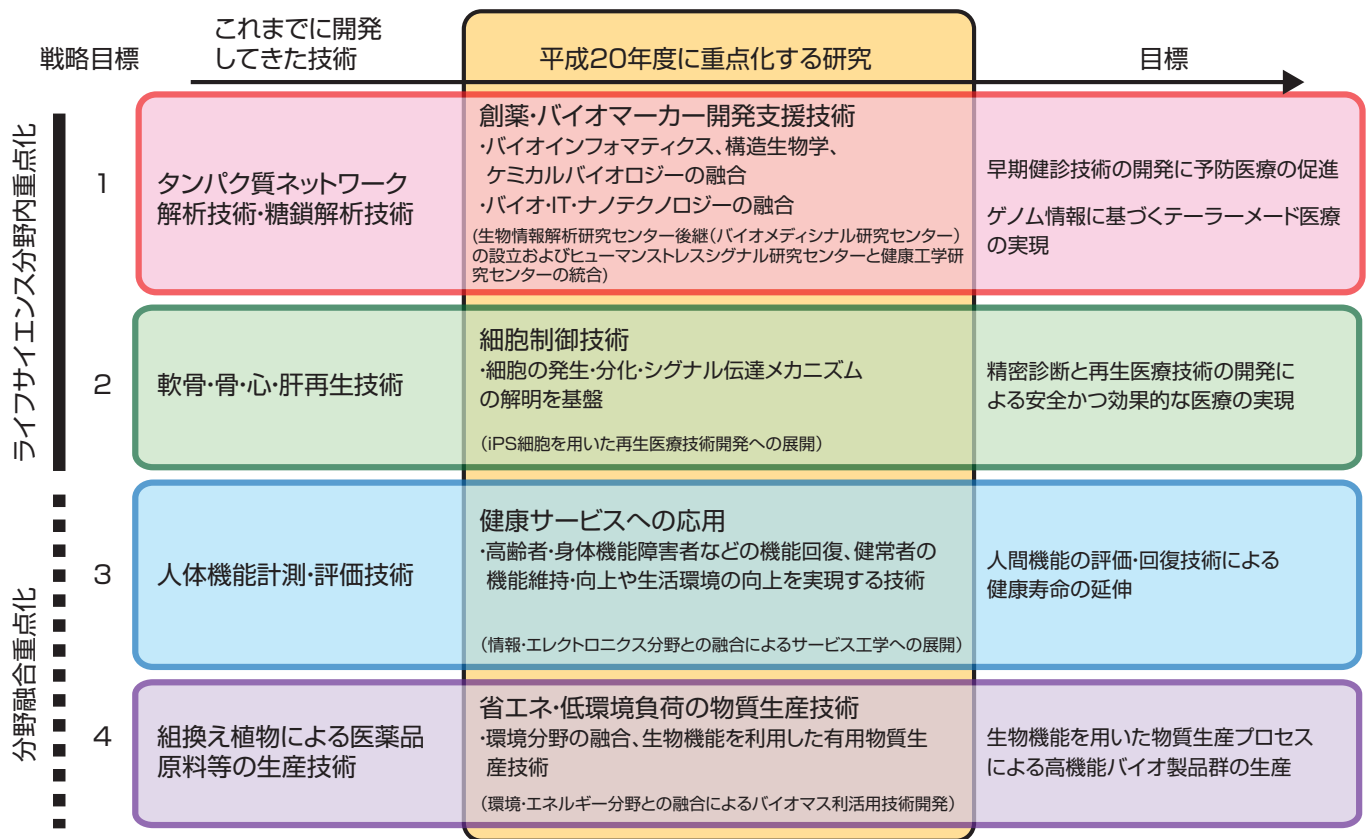 戦略目標
これまでに開発
してきた技術
平成20年度に重点化する研究
目標
ライフサイエンス分野内重点化
1
タンパク質ネットワーク
解析技術・糖鎖解析技術
創薬・バイオマーカー開発支援技術
・バイオインフォマティクス、構造生物学、
ケミカルバイオロジーの融合
・バイオ・IT・ナノテクノロジーの融合
(生物情報解析研究センター後継(バイオメディシナル研究センター)
の設立およびヒューマンストレスシグナル研究センターと健康工学研
究センターの統合)
早期健診技術の開発に予防医療の促進
ゲノム情報に基づくテーラーメード医療
の実現
2
軟骨・骨・心・肝再生技術
細胞制御技術
・細胞の発生・分化・シグナル伝達メカニズム
の解明を基盤
(iPS細胞を用いた再生医療技術開発への展開)
精密診断と再生医療技術の開発に
よる安全かつ効果的な医療の実現
分野融合重点化
3
人体機能計測・評価技術
健康サービスへの応用
・高齢者・身体機能障害者などの機能回復、健常者の
機能維持・向上や生活環境の向上を実現する技術
(情報・エレクトロニクス分野との融合によるサービス工学への展開)
人間機能の評価・回復技術による
健康寿命の延伸
4
組換え植物による医薬品
原料等の生産技術
省エネ・低環境負荷の物質生産技術
・環境分野の融合、生物機能を利用した有用物質生
産技術
(環境・エネルギー分野との融合によるバイオマス利活用技術開発)
生物機能を用いた物質生産プロセス
による高機能バイオ製品群の生産